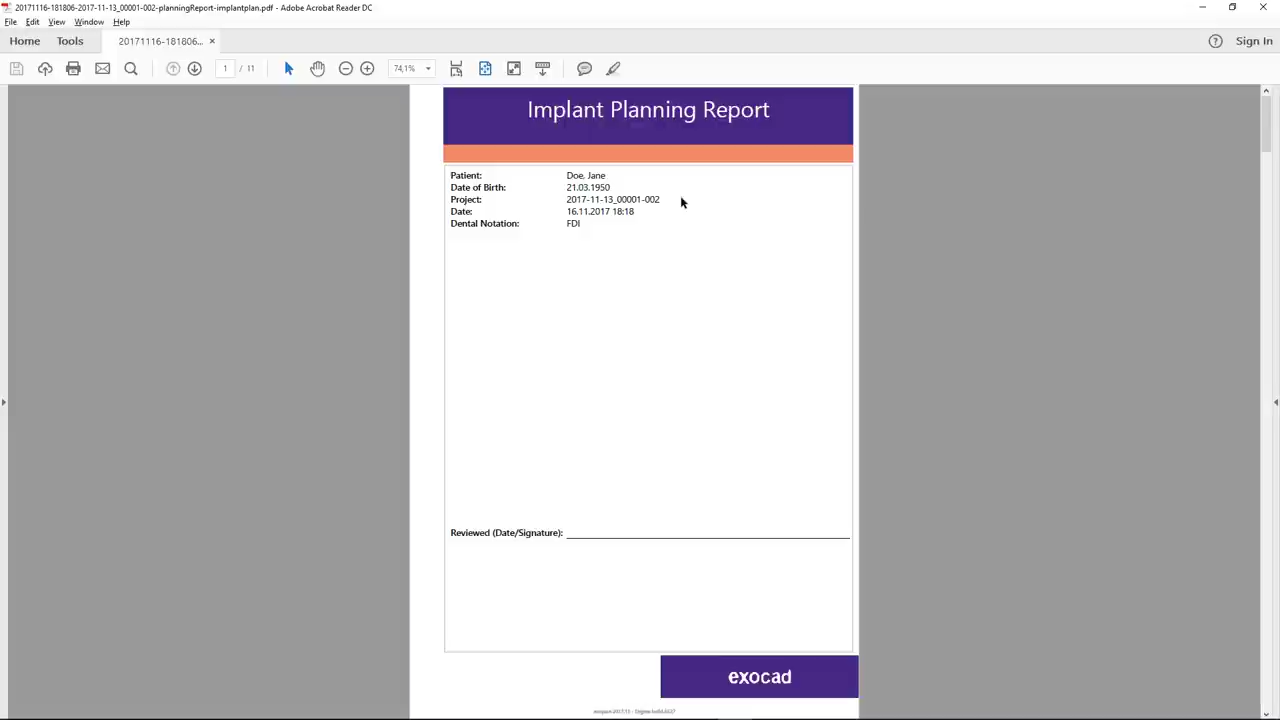 20171116-181806-2017-11-13_00001-002-planningReport-implantplan.pdf - Adobe Acrobat Reader DC
File Edit View Window Help
Home Tools 20171116-181806... × Sign In
1 / 11 74,1%
Implant Planning Report
Patient: Doe, Jane
Date of Birth: 21.03.1950
Project: 2017-11-13_00001-002
Date: 16.11.2017 18:18
Dental Notation: FDI
Reviewed (Date/Signature):
exocad